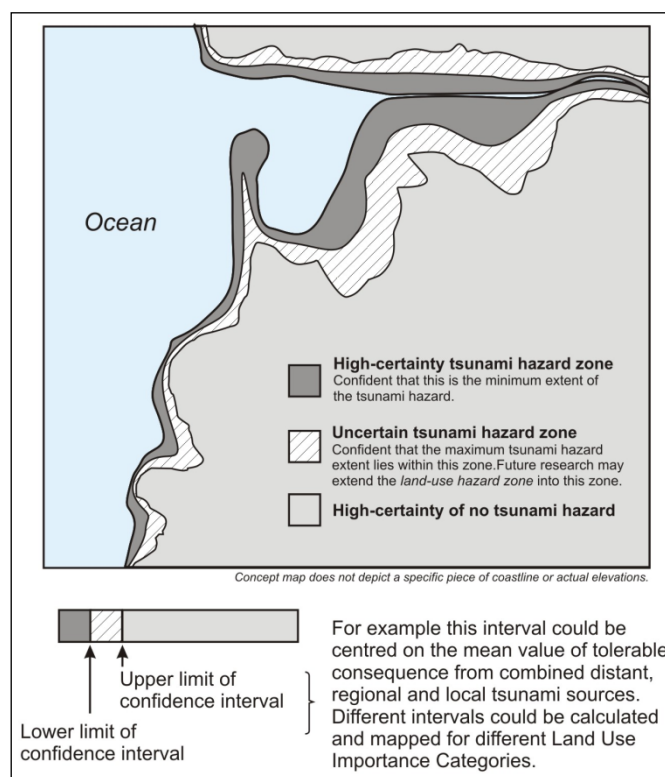 Ocean
High-certainty tsunami hazard zone
Confident that this is the minimum extent of
the tsunami hazard.
Uncertain tsunami hazard zone
Confident that the maximum tsunami hazard
extent lies within this zone.Future research may
extend the land-use hazard zone into this zone.
High-certainty of no tsunami hazard
Concept map does not depict a specific piece of coastline or actual elevations.
Upper limit of
confidence interval
Lower limit of
confidence interval
For example this interval could be
centred on the mean value of tolerable
consequence from combined distant,
regional and local tsunami sources.
Different intervals could be calculated
and mapped for different Land Use
Importance Categories.